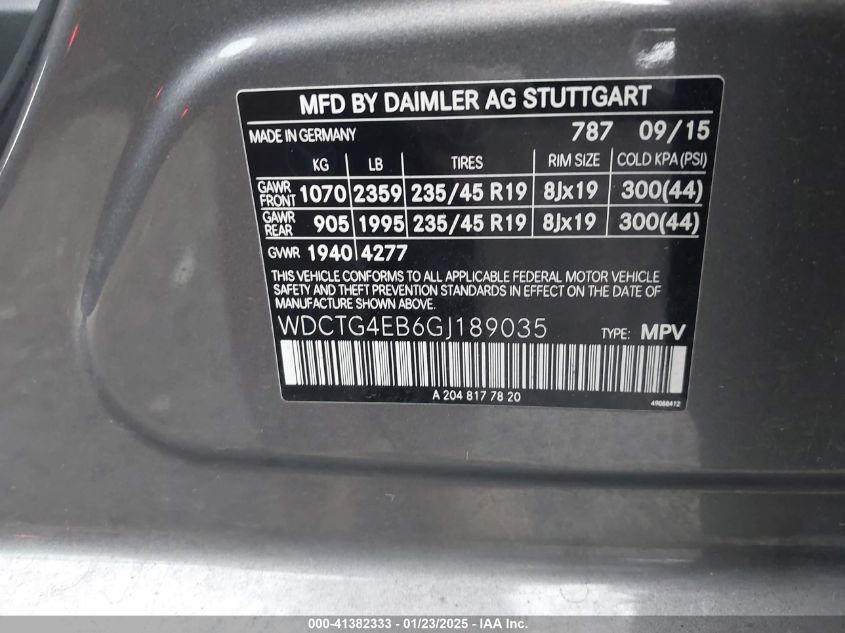 MFD BY DAIMLER AG STUTTGART
MADE IN GERMANY 787 09/15
KG LB TIRES RIM SIZE COLD KPA (PSI)
GAWR FRONT 1070 2359 235/45 R19 8Jx19 300(44)
GAWR REAR 905 1995 235/45 R19 8Jx19 300(44)
GVWR 1940 4277
THIS VEHICLE CONFORMS TO ALL APPLICABLE FEDERAL MOTOR VEHICLE
SAFETY AND THEFT PREVENTION STANDARDS IN EFFECT ON THE DATE OF
MANUFACTURE SHOWN ABOVE.
WDCTG4EB6GJ189035 TYPE: MPV
A 204 817 78 20 49088412
000-41382333 - 01/23/2025 - IAA Inc.